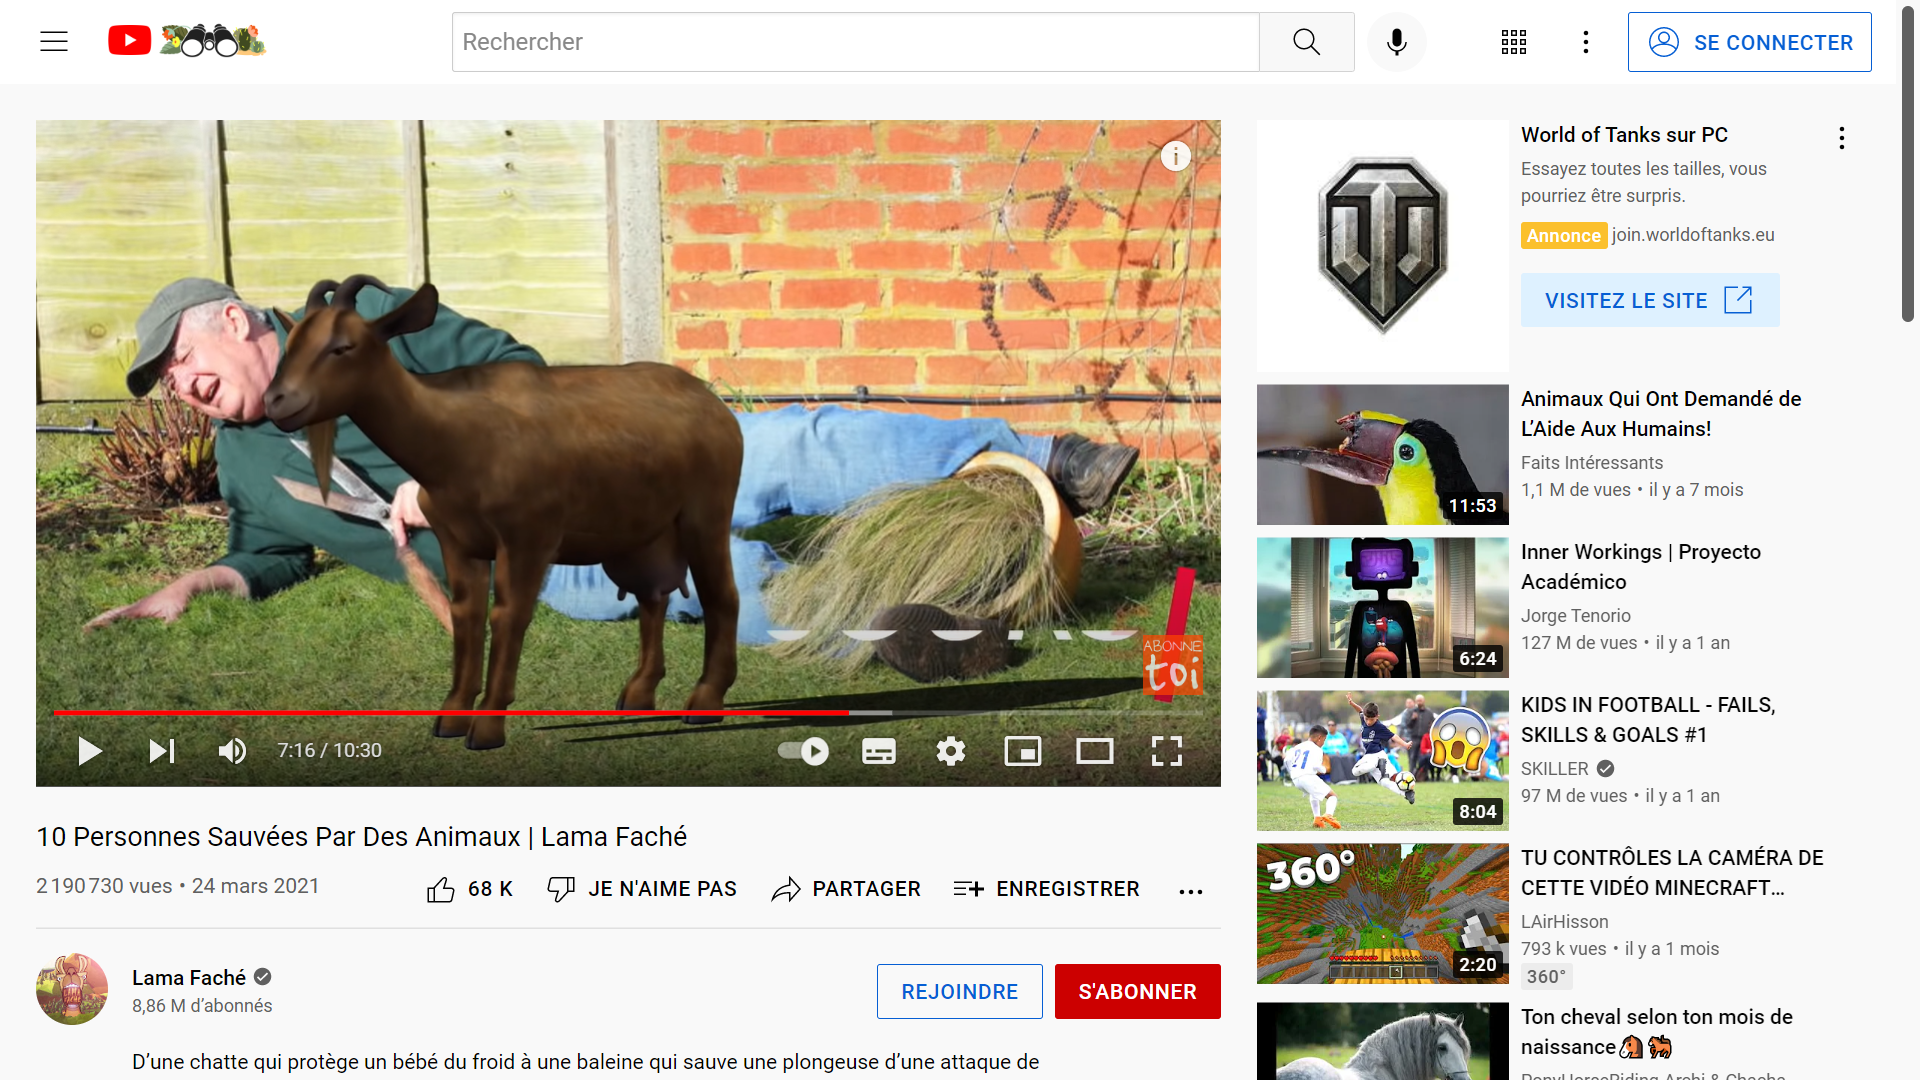 Rechercher
SE CONNECTER
ABONNE
toi
7:16 / 10:30
10 Personnes Sauvées Par Des Animaux | Lama Faché
2 190 730 vues • 24 mars 2021
68 K
JE N'AIME PAS
PARTAGER
ENREGISTRER
Lama Faché
8,86 M d’abonnés
REJOINDRE
S'ABONNER
D’une chatte qui protège un bébé du froid à une baleine qui sauve une plongeuse d’une attaque de
World of Tanks sur PC
Essayez toutes les tailles, vous
pourriez être surpris.
Annonce join.worldoftanks.eu
VISITEZ LE SITE
11:53
Animaux Qui Ont Demandé de
L’Aide Aux Humains!
Faits Intéressants
1,1 M de vues • il y a 7 mois
6:24
Inner Workings | Proyecto
Académico
Jorge Tenorio
127 M de vues • il y a 1 an
21
8:04
KIDS IN FOOTBALL - FAILS,
SKILLS & GOALS #1
SKILLER
97 M de vues • il y a 1 an
360°
2:20
TU CONTRÔLES LA CAMÉRA DE
CETTE VIDÉO MINECRAFT…
LAirHisson
793 k vues • il y a 1 mois
360°
Ton cheval selon ton mois de
naissance
PonyHorseRiding Archi & Chocho